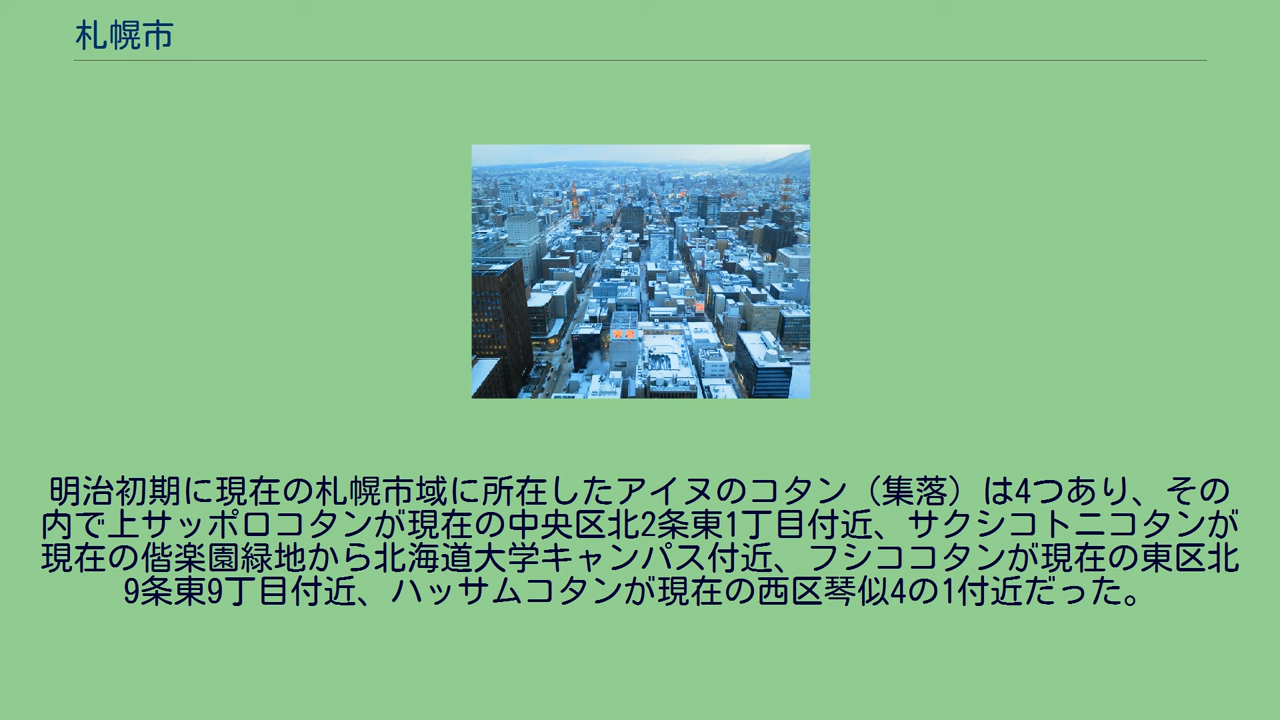 札幌市
明治初期に現在の札幌市域に所在したアイヌのコタン（集落）は4つあり、その
内で上サッポロコタンが現在の中央区北2条東1丁目付近、サクシコトニコタンが
現在の偕楽園緑地から北海道大学キャンパス付近、フシココタンが現在の東区北
9条東9丁目付近、ハッサムコタンが現在の西区琴似4の1付近だった。